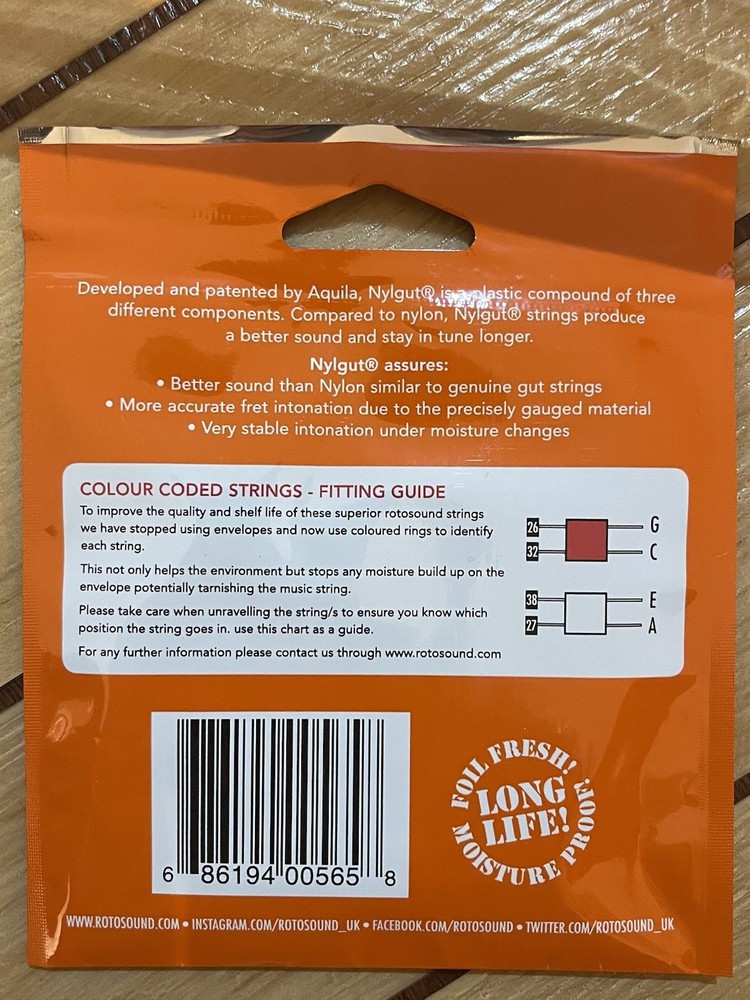 Developed and patented by Aquila, Nylgut® is a plastic compound of three
different components. Compared to nylon, Nylgut® strings produce
a better sound and stay in tune longer.
Nylgut® assures:
• Better sound than Nylon similar to genuine gut strings
• More accurate fret intonation due to the precisely gauged material
• Very stable intonation under moisture changes
COLOUR CODED STRINGS - FITTING GUIDE
To improve the quality and shelf life of these superior rotosound strings
we have stopped using envelopes and now use coloured rings to identify
each string.
This not only helps the environment but stops any moisture build up on the
envelope potentially tarnishing the music string.
Please take care when unravelling the string/s to ensure you know which
position the string goes in. use this chart as a guide.
For any further information please contact us through www.rotosound.com
26 G
32 C
38 E
27 A
6 86194 00565 8
FOIL FRESH!
LONG
LIFE!
MOISTURE PROOF!
WWW.ROTOSOUND.COM • INSTAGRAM.COM/ROTOSOUND_UK • FACEBOOK.COM/ROTOSOUND • TWITTER.COM/ROTOSOUND_UK